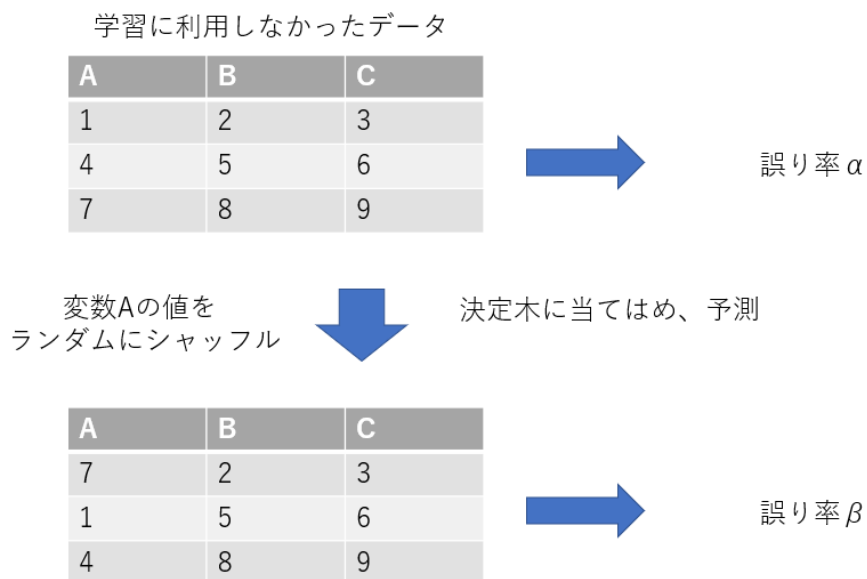 学習に利用しなかったデータ
A B C
1 2 3
4 5 6
7 8 9
誤り率 α
変数Aの値を
ランダムにシャッフル
決定木に当てはめ、予測
A B C
7 2 3
1 5 6
4 8 9
誤り率 β